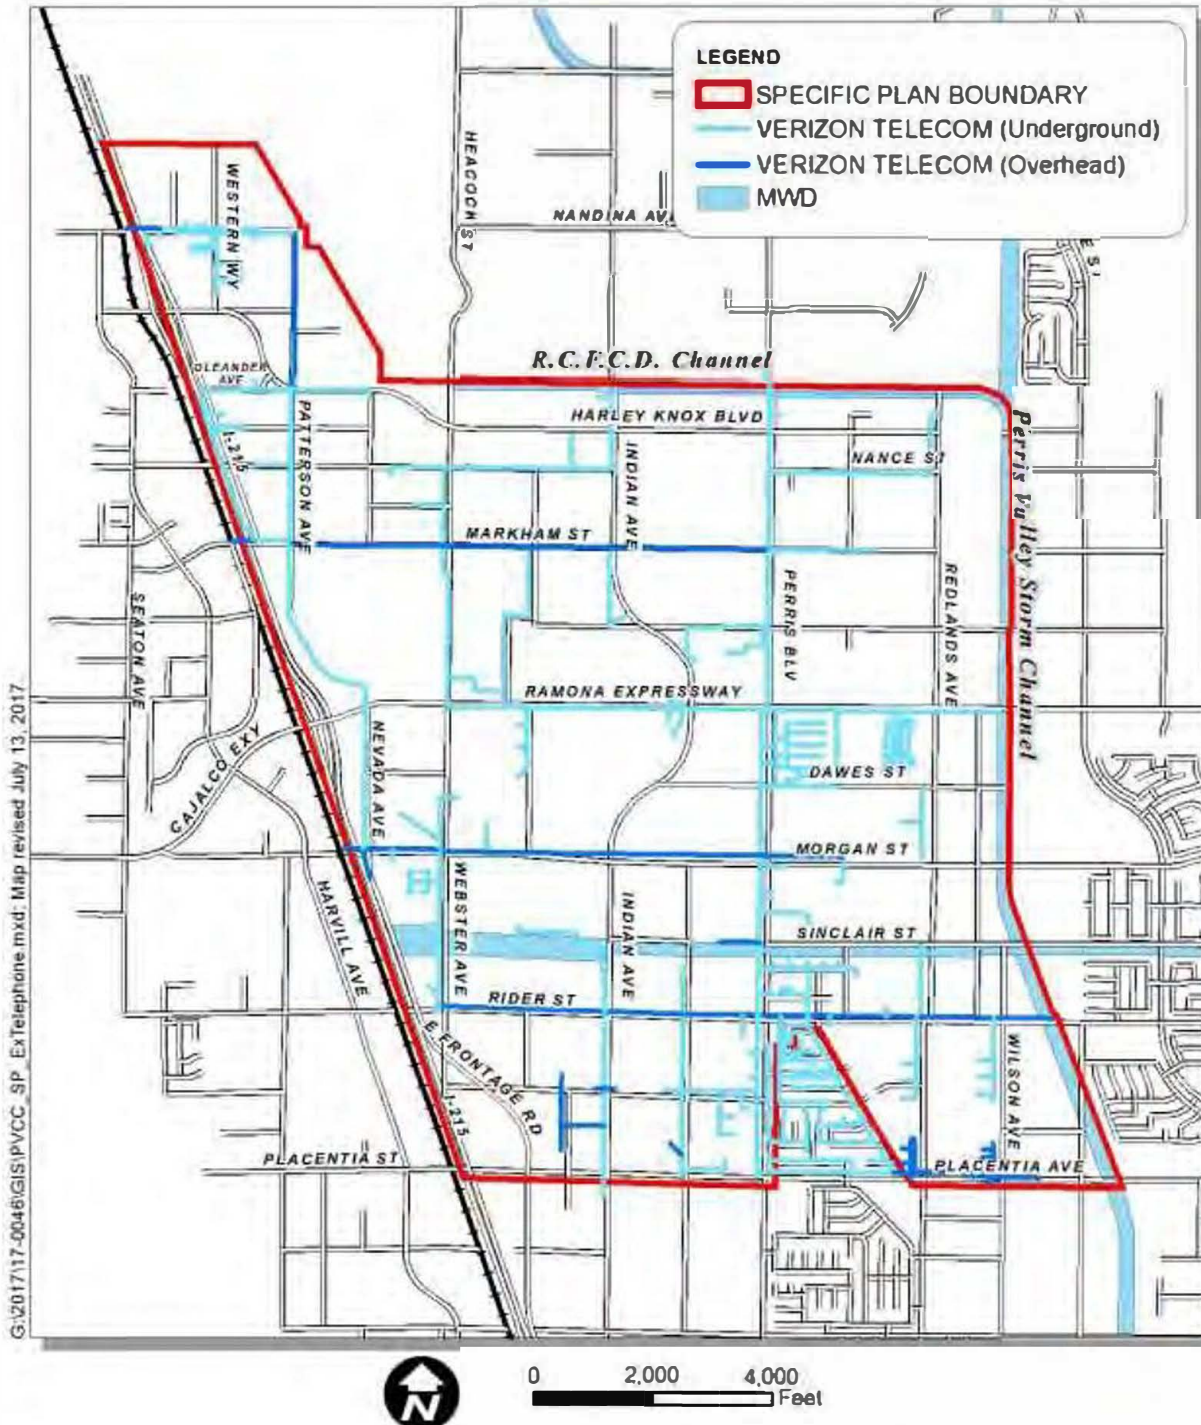 LEGEND
SPECIFIC PLAN BOUNDARY
VERIZON TELECOM (Underground)
VERIZON TELECOM (Overhead)
MWD
HEACOCK ST
WESTERN WY
NANDINA AVE
R.C.F.C.D. Channel
OLEANDER
AVE
HARLEY KNOX BLVD
PATTERSON AVE
I-215
INDIAN AVE
NANCE ST
Perris Valley Storm Channel
MARKHAM ST
SEATON AVE
PERRIS BLV
REDLANDS AVE
RAMONA EXPRESSWAY
NEVADA AVE
CAJALCO EXY
DAWES ST
MORGAN ST
HARVILL AVE
WEBSTER AVE
INDIAN AVE
SINCLAIR ST
RIDER ST
E FRONTAGE RD
WILSON AVE
I-215
PLACENTIA ST
PLACENTIA AVE
G:\2017\17-0046\GIS\PVCC_SP_ExTelephone.mxd; Map revised July 13, 2017.
N
0 2,000 4,000
Feet